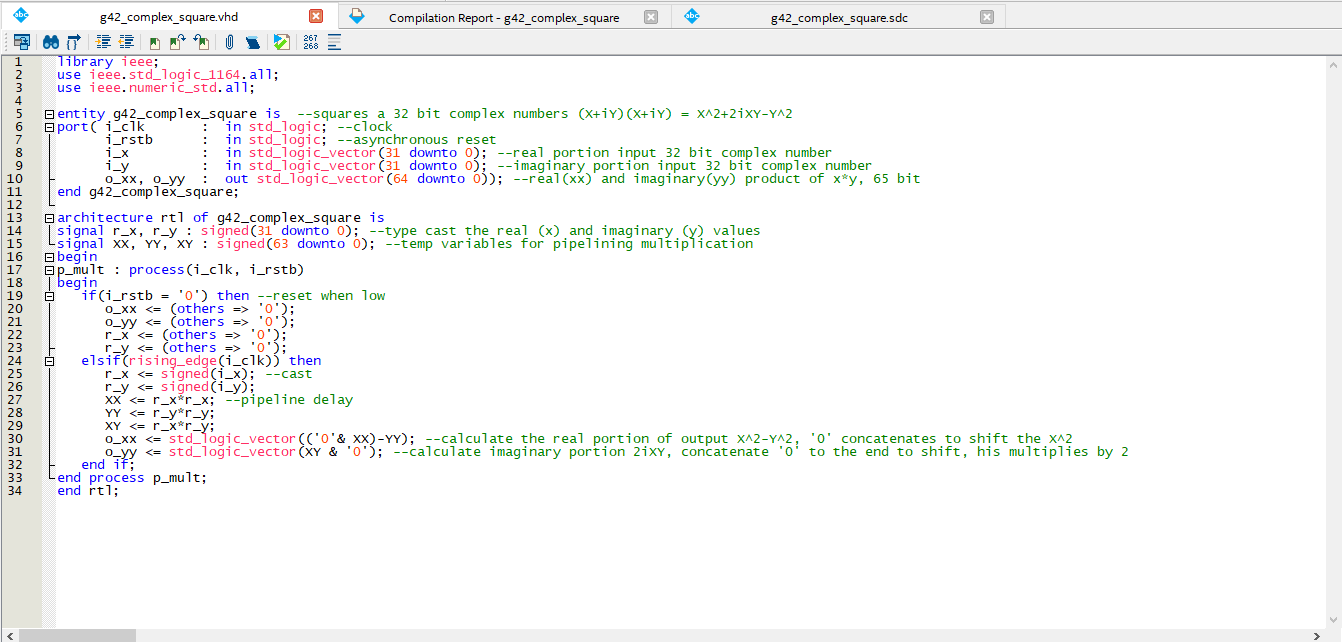 g42_complex_square.vhd
Compilation Report - g42_complex_square
g42_complex_square.sdc
267
268
1 library ieee;
2 use ieee.std_logic_1164.all;
3 use ieee.numeric_std.all;
4
5 entity g42_complex_square is  --squares a 32 bit complex numbers (X+iY)(X+iY) = X^2+2iXY-Y^2
6 port( i_clk       :  in std_logic; --clock
7       i_rstb      :  in std_logic; --asynchronous reset
8       i_x         :  in std_logic_vector(31 downto 0); --real portion input 32 bit complex number
9       i_y         :  in std_logic_vector(31 downto 0); --imaginary portion input 32 bit complex number
10       o_xx, o_yy  :  out std_logic_vector(64 downto 0)); --real(xx) and imaginary(yy) product of x*y, 65 bit
11 end g42_complex_square;
12
13 architecture rtl of g42_complex_square is
14 signal r_x, r_y : signed(31 downto 0); --type cast the real (x) and imaginary (y) values
15 signal XX, YY, XY : signed(63 downto 0); --temp variables for pipelining multiplication
16 begin
17 p_mult : process(i_clk, i_rstb)
18 begin
19    if(i_rstb = '0') then --reset when low
20       o_xx <= (others => '0');
21       o_yy <= (others => '0');
22       r_x <= (others => '0');
23       r_y <= (others => '0');
24    elsif(rising_edge(i_clk)) then
25       r_x <= signed(i_x); --cast
26       r_y <= signed(i_y);
27       XX <= r_x*r_x; --pipeline delay
28       YY <= r_y*r_y;
29       XY <= r_x*r_y;
30       o_xx <= std_logic_vector(('0'& XX)-YY); --calculate the real portion of output X^2-Y^2, '0' concatenates to shift the X^2
31       o_yy <= std_logic_vector(XY & '0'); --calculate imaginary portion 2iXY, concatenate '0' to the end to shift, his multiplies by 2
32    end if;
33 end process p_mult;
34 end rtl;